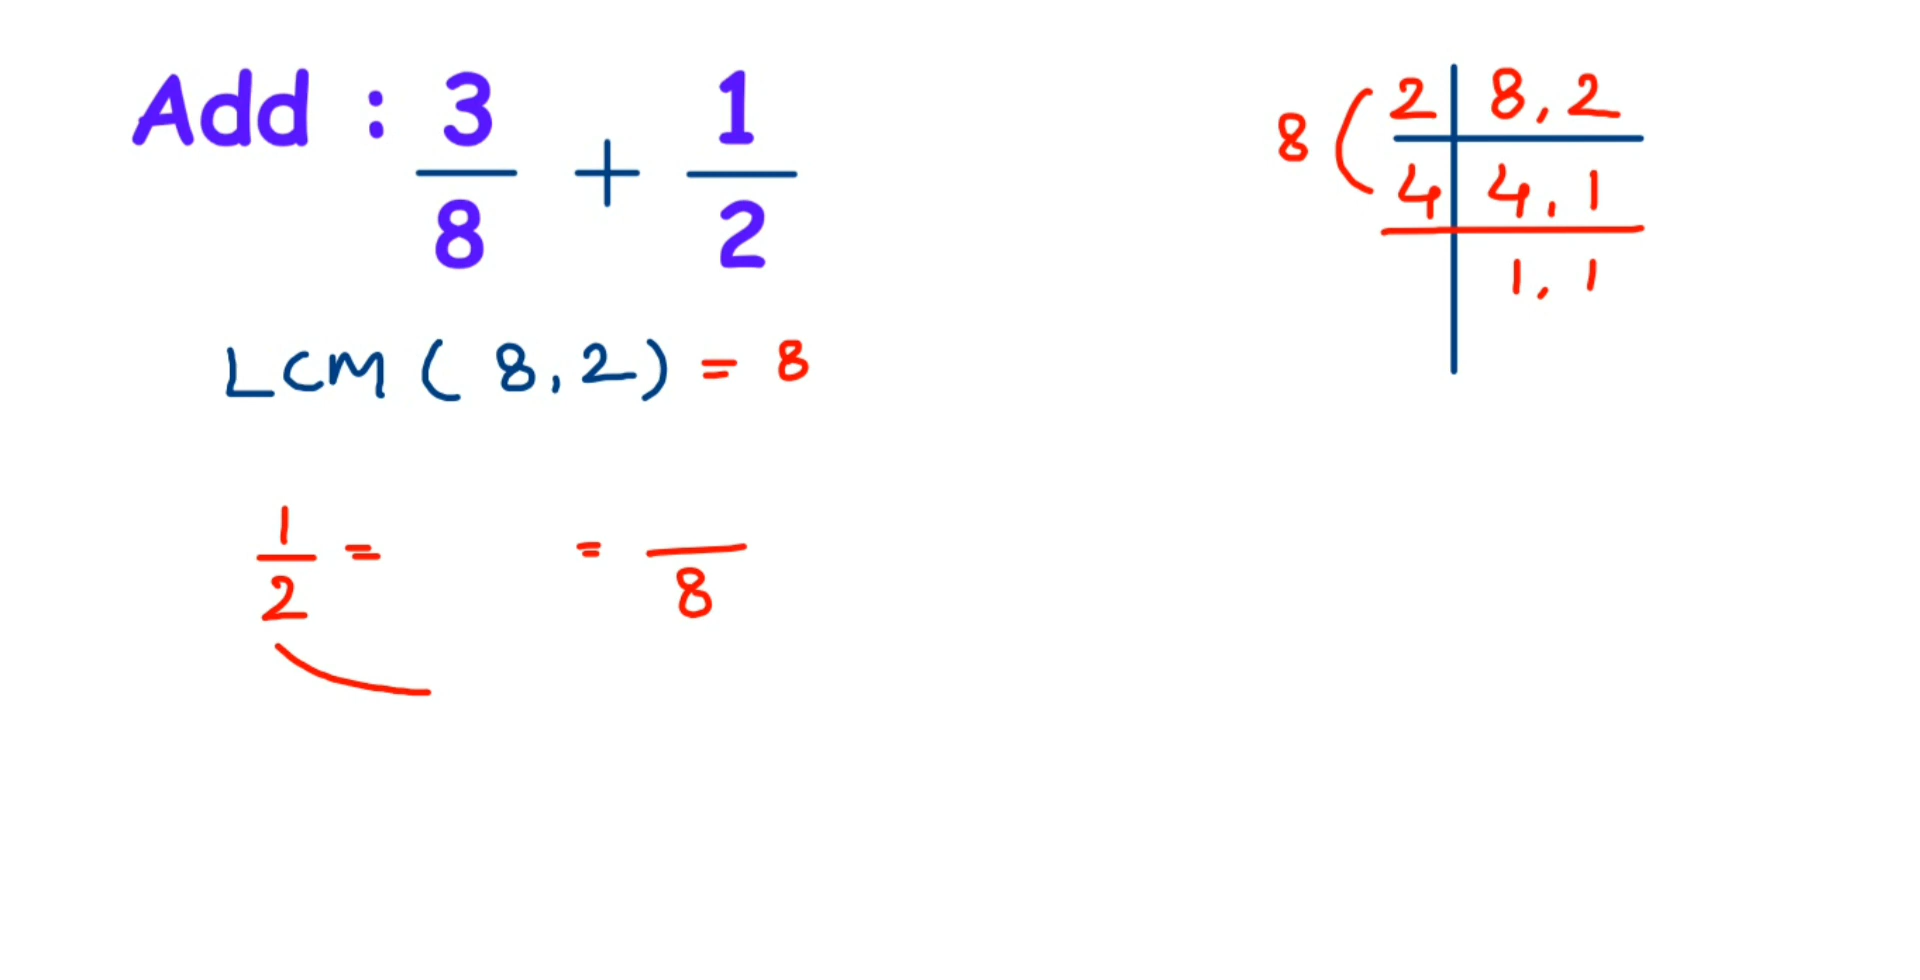 Add : 3/8 + 1/2
LCM ( 8, 2 ) = 8
1/2 = = /8
8 ( 2 | 8, 2
4 | 4, 1
1, 1